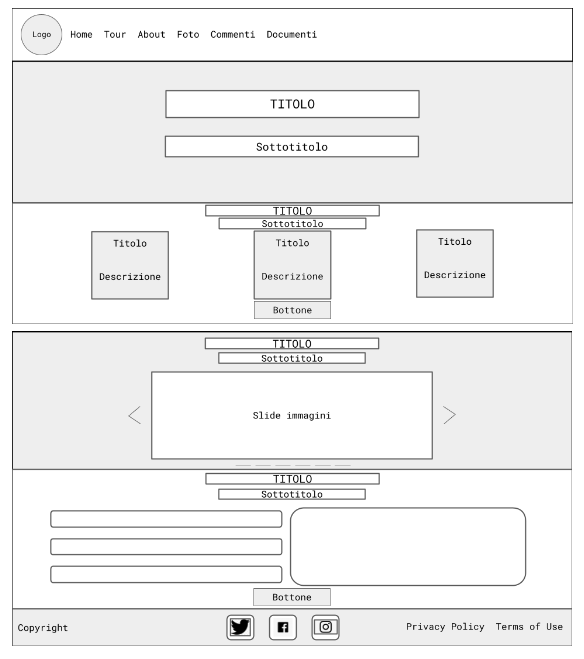 Logo Home Tour About Foto Commenti Documenti
TITOLO
Sottotitolo
TITOLO
Sottotitolo
Titolo Titolo Titolo
Descrizione Descrizione Descrizione
Bottone
TITOLO
Sottotitolo
Slide immagini
TITOLO
Sottotitolo
Bottone
Copyright Privacy Policy Terms of Use